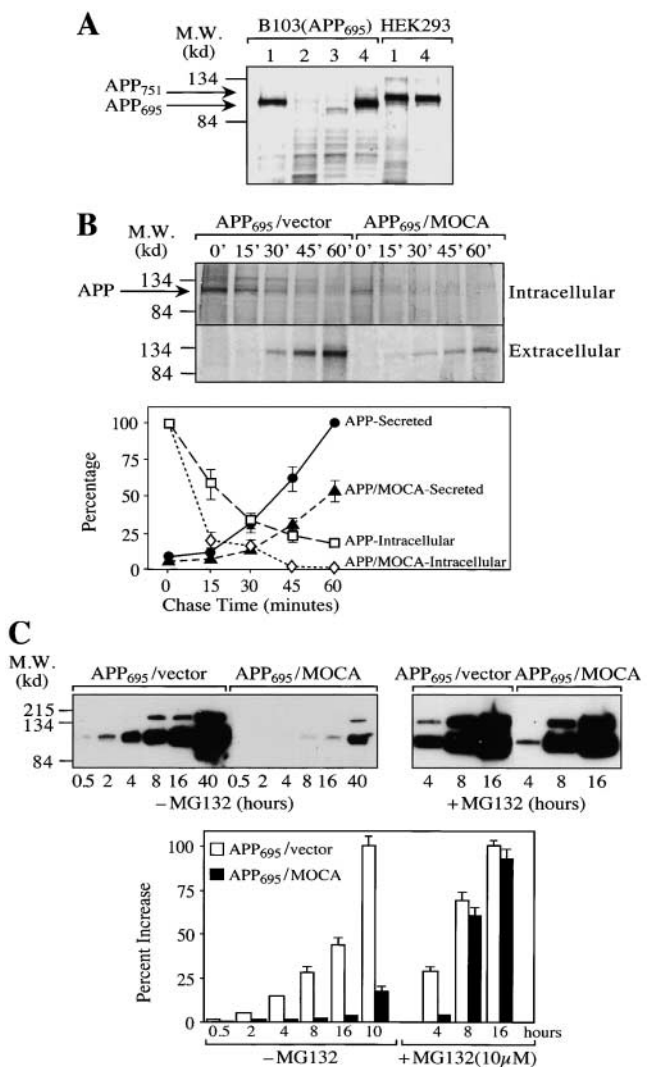 A
M.W.
(kd)
B103(APP695) HEK293
1 2 3 4 1 4
134
APP751
APP695
84
B
APP695/vector APP695/MOCA
M.W.
(kd)
0' 15' 30' 45' 60' 0' 15' 30' 45' 60'
134
APP
84
Intracellular
134
84
Extracellular
100
75
50
25
0
Percentage
APP-Secreted
APP/MOCA-Secreted
APP-Intracellular
APP/MOCA-Intracellular
0 15 30 45 60
Chase Time (minutes)
C
M.W.
(kd)
APP695/vector APP695/MOCA
APP695/vector APP695/MOCA
215
134
84
0.5 2 4 8 16 40 0.5 2 4 8 16 40
−MG132 (hours)
4 8 16 4 8 16
+MG132 (hours)
100
75
50
25
0
Percent Increase
APP695/vector
APP695/MOCA
0.5 2 4 8 16 10 4 8 16 hours
−MG132 +MG132(10µM)